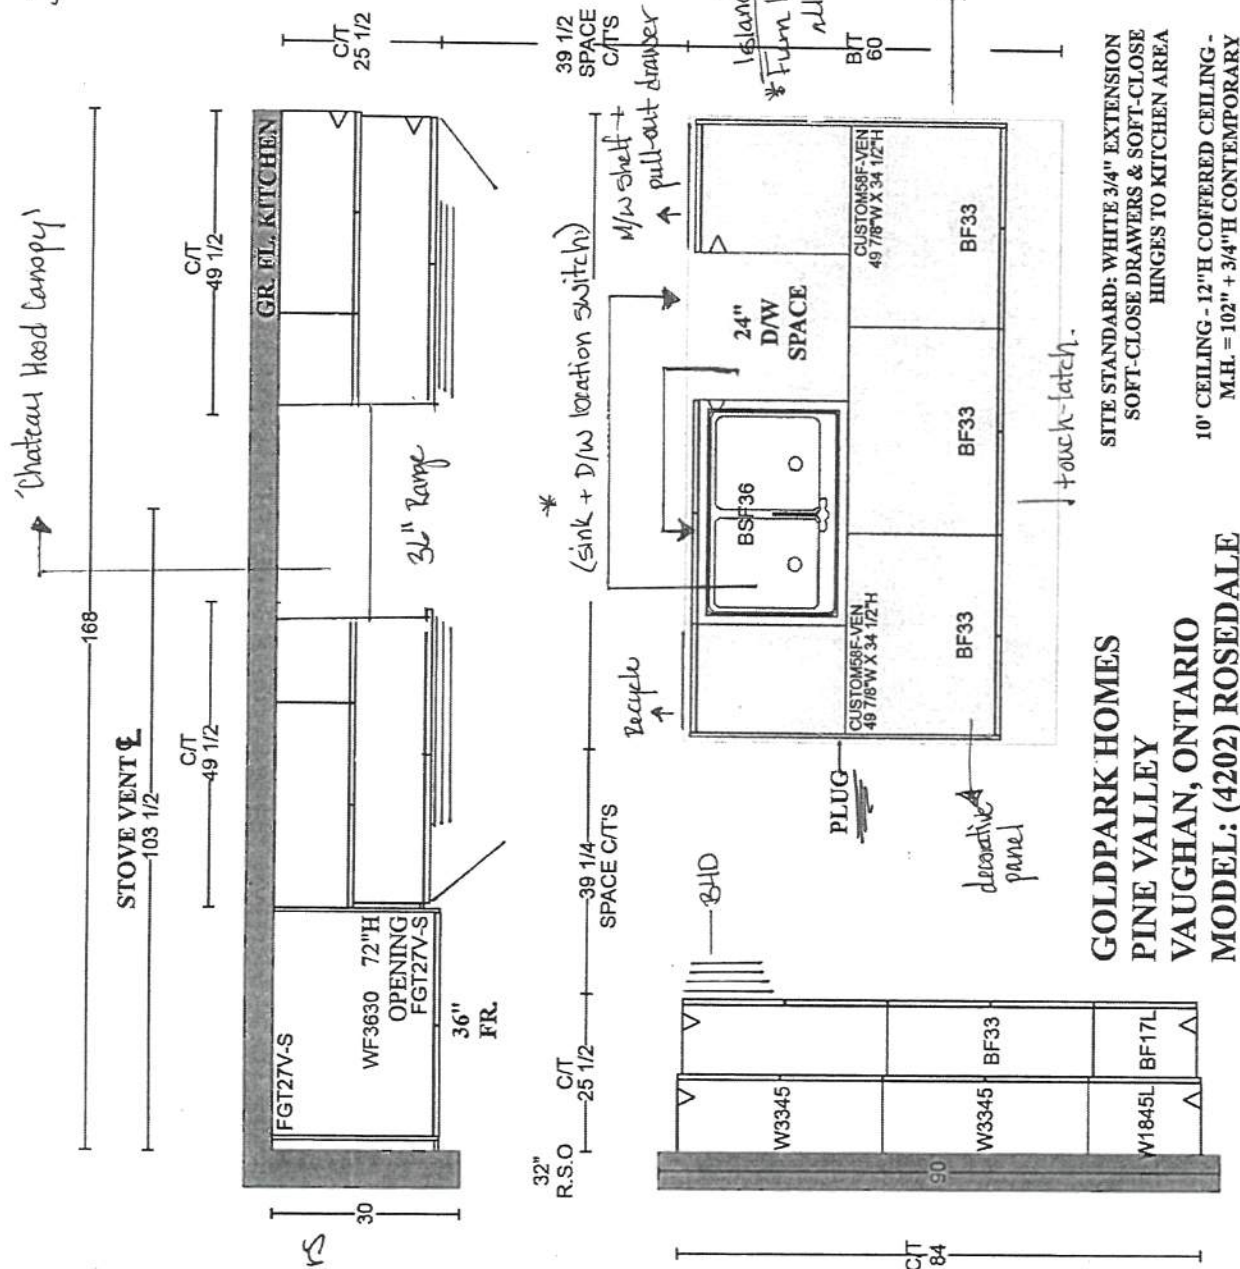 'Chateau Hood Canopy'
168
STOVE VENT ℄
103 1/2
C/T
49 1/2
C/T
49 1/2
C/T
25 1/2
GR. EL. KITCHEN
FGT27V-S
WF3630 72"H
OPENING
FGT27V-S
36"
FR.
30
Range
39 1/2
SPACE
C/T'S
*
(sink + D/W location switch)
M/W shelf +
pull-out drawer
Island
* Furn
B/T
60
32"
R.S.O
C/T
25 1/2
39 1/4
SPACE C/T'S
Recycle
BSF36
24"
D/W
SPACE
CUSTOM58F-VEN
49 7/8"W X 34 1/2"H
CUSTOM58F-VEN
49 7/8"W X 34 1/2"H
BF33
BF33
BF33
PLUG
decorative
panel
touch-latch.
W3345
W3345
W1845L
BF33
BF17L
90
C/T
84
GOLDPARK HOMES
PINE VALLEY
VAUGHAN, ONTARIO
MODEL: (4202) ROSEDALE
SITE STANDARD: WHITE 3/4" EXTENSION
SOFT-CLOSE DRAWERS & SOFT-CLOSE
HINGES TO KITCHEN AREA
10' CEILING - 12"H COFFERED CEILING -
M.H. = 102" + 3/4"H CONTEMPORARY